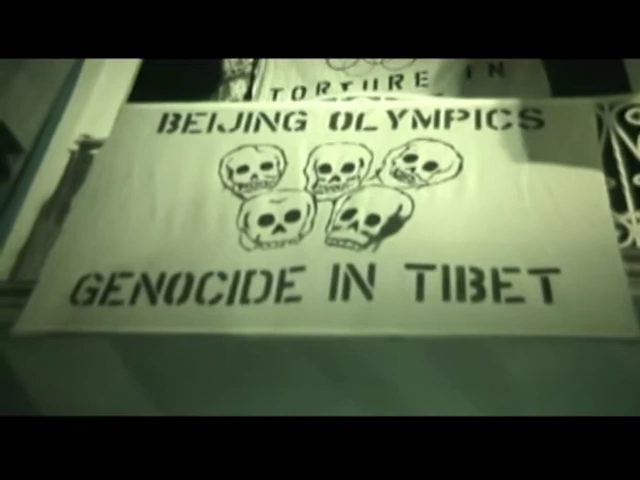 TORTURE IN
BEIJING OLYMPICS
GENOCIDE IN TIBET